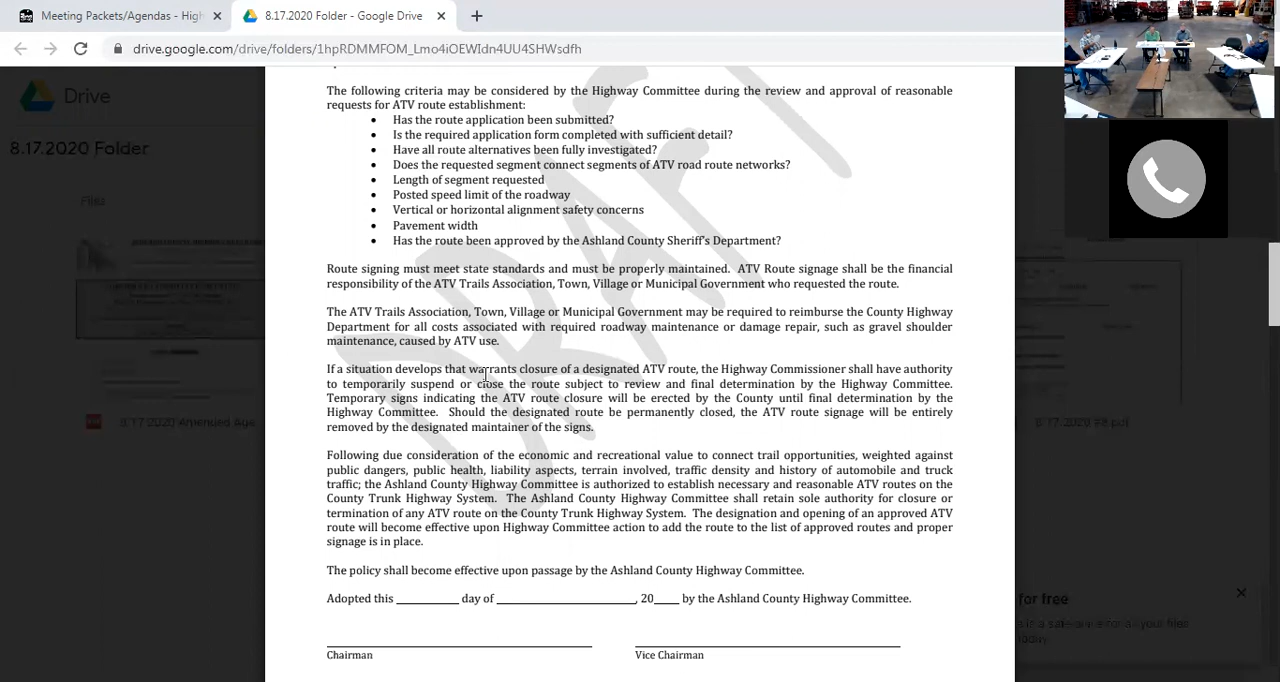 Meeting Packets/Agendas - High
8.17.2020 Folder - Google Drive
drive.google.com/drive/folders/1hpRDMMFOM_Lmo4iOEWIdn4UU4SHWsdfh
Drive
8.17.2020 Folder
Files
DRAFT
The following criteria may be considered by the Highway Committee during the review and approval of reasonable
requests for ATV route establishment:
• Has the route application been submitted?
• Is the required application form completed with sufficient detail?
• Have all route alternatives been fully investigated?
• Does the requested segment connect segments of ATV road route networks?
• Length of segment requested
• Posted speed limit of the roadway
• Vertical or horizontal alignment safety concerns
• Pavement width
• Has the route been approved by the Ashland County Sheriff's Department?
Route signing must meet state standards and must be properly maintained. ATV Route signage shall be the financial
responsibility of the ATV Trails Association, Town, Village or Municipal Government who requested the route.
The ATV Trails Association, Town, Village or Municipal Government may be required to reimburse the County Highway
Department for all costs associated with required roadway maintenance or damage repair, such as gravel shoulder
maintenance, caused by ATV use.
If a situation develops that warrants closure of a designated ATV route, the Highway Commissioner shall have authority
to temporarily suspend or close the route subject to review and final determination by the Highway Committee.
Temporary signs indicating the ATV route closure will be erected by the County until final determination by the
Highway Committee. Should the designated route be permanently closed, the ATV route signage will be entirely
removed by the designated maintainer of the signs.
Following due consideration of the economic and recreational value to connect trail opportunities, weighted against
public dangers, public health, liability aspects, terrain involved, traffic density and history of automobile and truck
traffic; the Ashland County Highway Committee is authorized to establish necessary and reasonable ATV routes on the
County Trunk Highway System. The Ashland County Highway Committee shall retain sole authority for closure or
termination of any ATV route on the County Trunk Highway System. The designation and opening of an approved ATV
route will become effective upon Highway Committee action to add the route to the list of approved routes and proper
signage is in place.
The policy shall become effective upon passage by the Ashland County Highway Committee.
Adopted this __________ day of ______________________, 20____ by the Ashland County Highway Committee.
Chairman
Vice Chairman
8.17.2020 Amended Age
for free